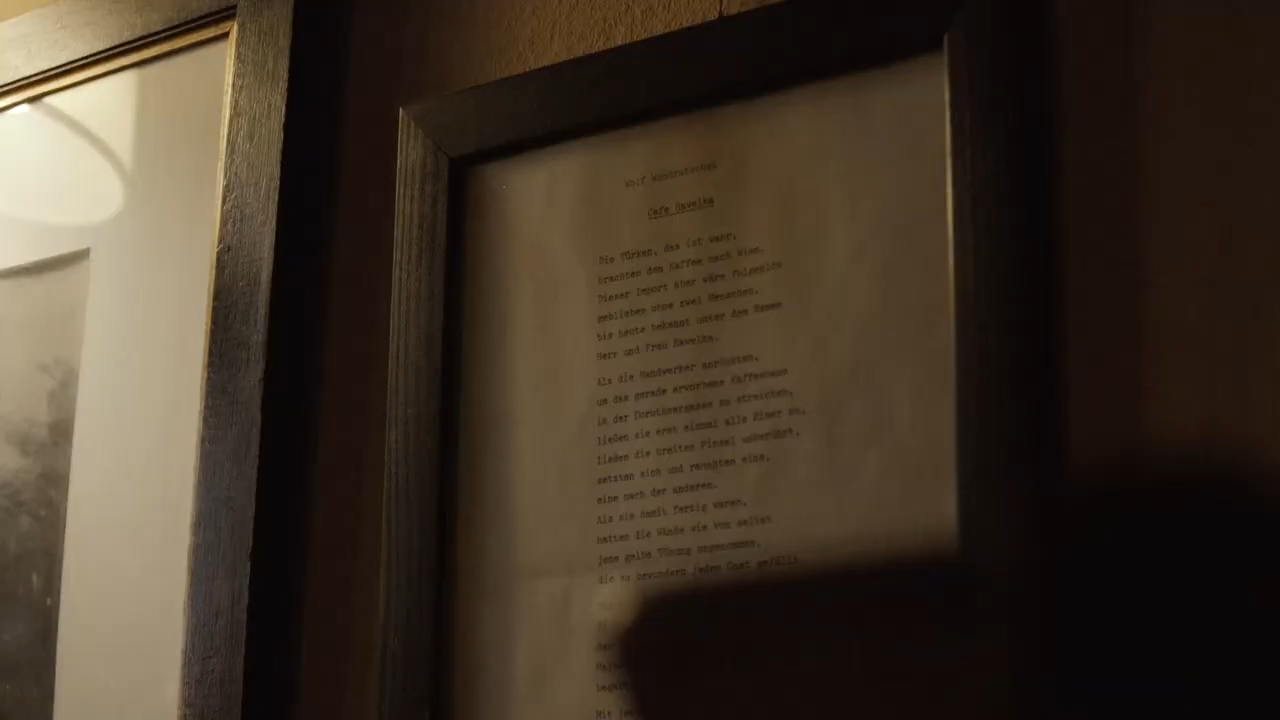 Wolf Wondratschek
Cafe Hawelka
Die Türken, das ist wahr,
brachten den Kaffee nach Wien.
Dieser Import aber wäre folgenlos
geblieben ohne zwei Menschen,
bis heute bekannt unter dem Namen
Herr und Frau Hawelka.
Als die Handwerker anrückten,
um das gerade erworbene Kaffeehaus
in der Dorotheergasse zu streichen,
ließen sie erst einmal alle Eimer zu,
ließen die breiten Pinsel unberührt,
setzten sich und rauchten eine,
eine nach der anderen.
Als sie damit fertig waren,
hatten die Wände wie von selbst
jene gelbe Tönung angenommen,
die zu bewundern jedem Gast gefällt